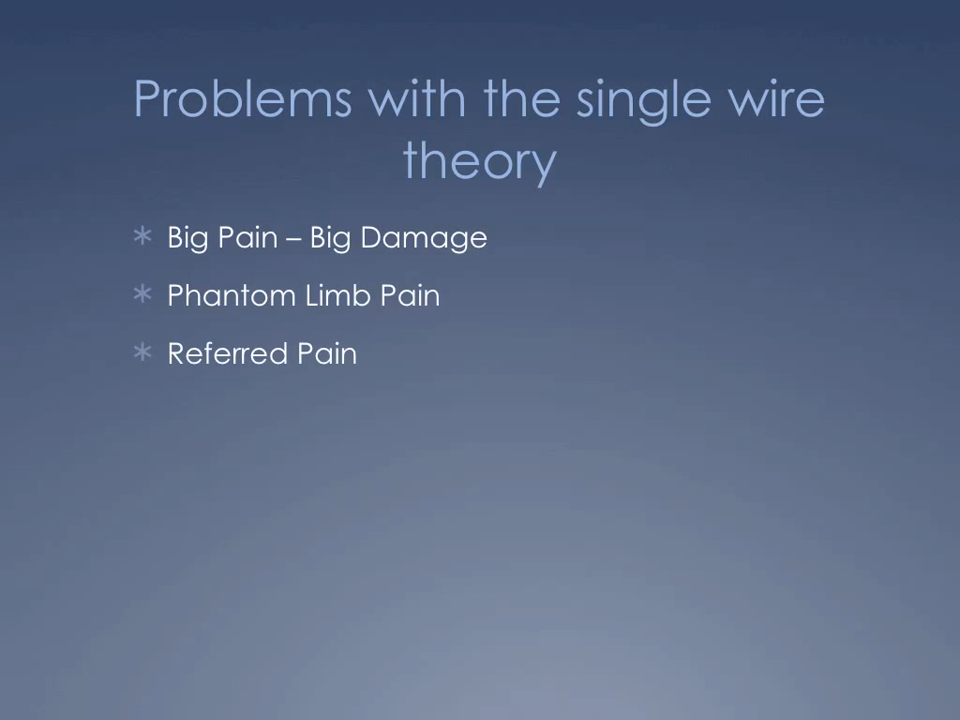 Problems with the single wire
theory
* Big Pain – Big Damage
* Phantom Limb Pain
* Referred Pain